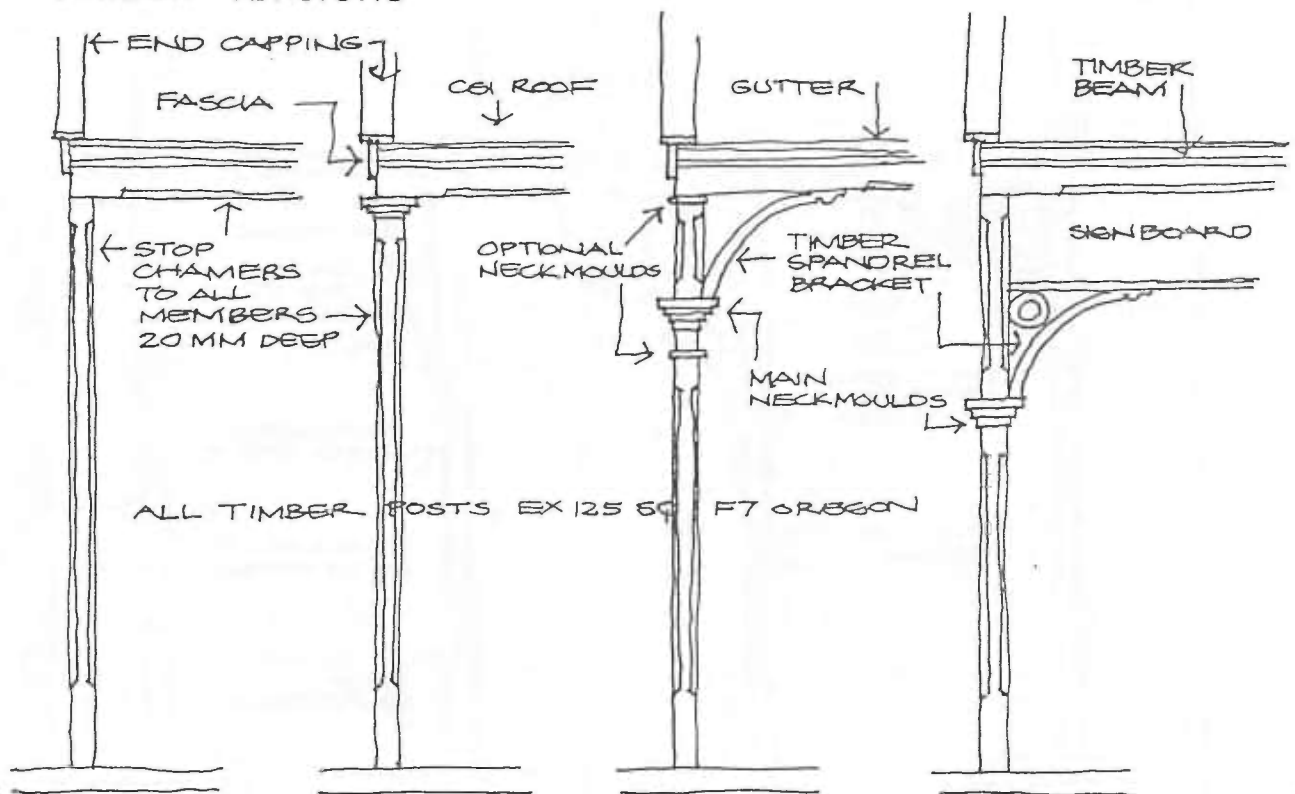 END CAPPING
FASCIA
CGI ROOF
GUTTER
TIMBER
BEAM
STOP
CHAMERS
TO ALL
MEMBERS
20 MM DEEP
OPTIONAL
NECKMOULDS
TIMBER
SPANDREL
BRACKET
SIGNBOARD
MAIN
NECKMOULDS
ALL TIMBER POSTS EX 125 SQ F7 OREGON